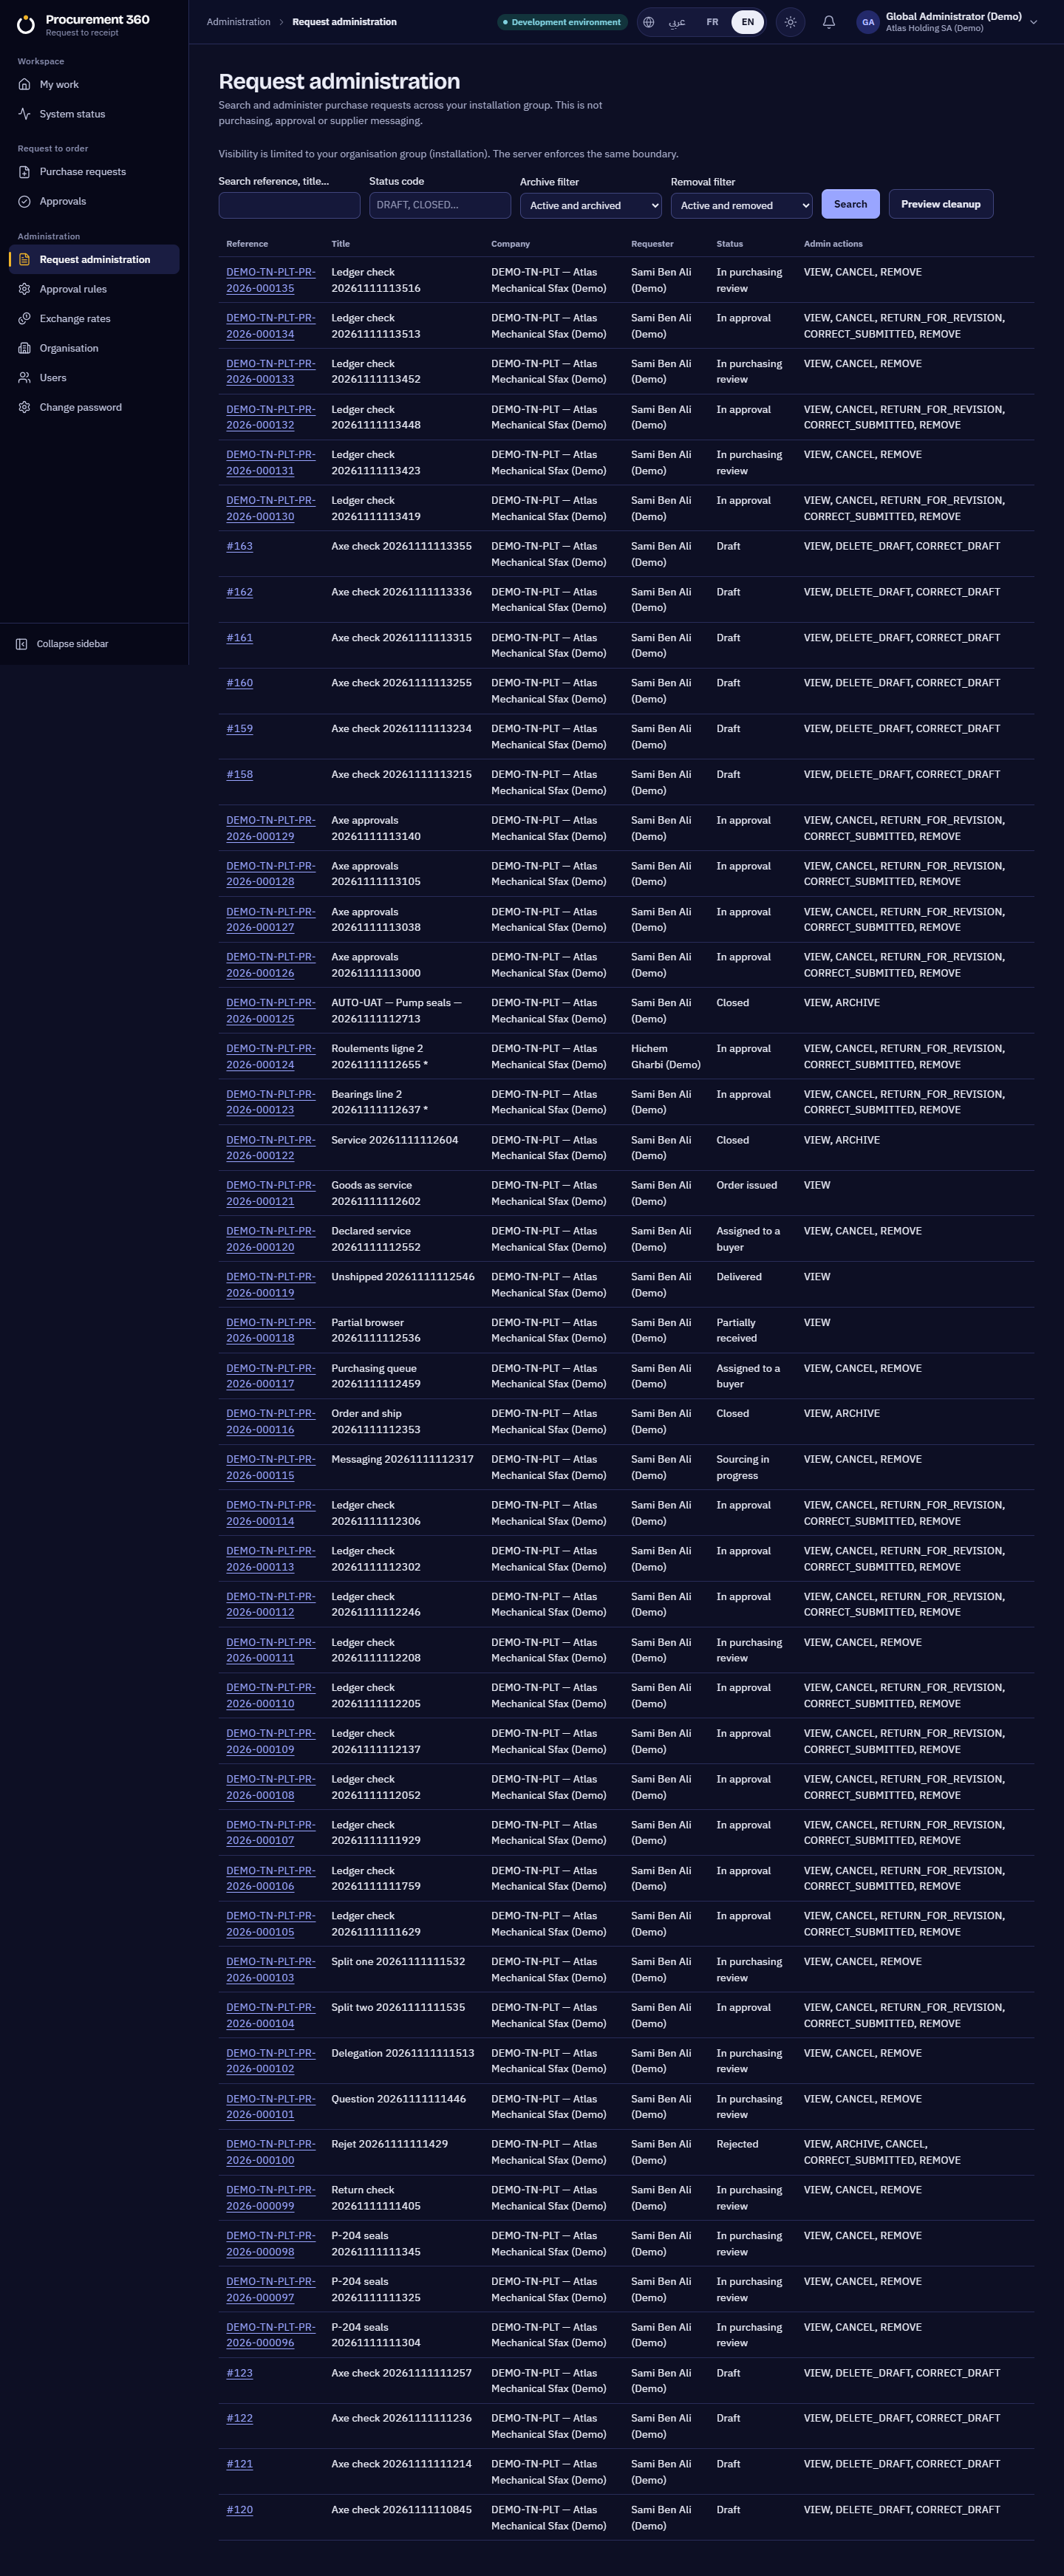 Procurement 360
Request to receipt
Workspace
My work
System status
Request to order
Purchase requests
Approvals
Administration
Request administration
Approval rules
Exchange rates
Organisation
Users
Change password
Collapse sidebar
Administration > Request administration
Development environment
عربي FR EN
GA
Global Administrator (Demo)
Atlas Holding SA (Demo)
Request administration
Search and administer purchase requests across your installation group. This is not
purchasing, approval or supplier messaging.
Visibility is limited to your organisation group (installation). The server enforces the same boundary.
Search reference, title... Status code Archive filter Removal filter
DRAFT, CLOSED... Active and archived Active and removed Search Preview cleanup
Reference Title Company Requester Status Admin actions
DEMO-TN-PLT-PR- Ledger check DEMO-TN-PLT — Atlas Sami Ben Ali In purchasing VIEW, CANCEL, REMOVE
2026-000135 20261111113516 Mechanical Sfax (Demo) (Demo) review
DEMO-TN-PLT-PR- Ledger check DEMO-TN-PLT — Atlas Sami Ben Ali In approval VIEW, CANCEL, RETURN_FOR_REVISION,
2026-000134 20261111113513 Mechanical Sfax (Demo) (Demo) CORRECT_SUBMITTED, REMOVE
DEMO-TN-PLT-PR- Ledger check DEMO-TN-PLT — Atlas Sami Ben Ali In purchasing VIEW, CANCEL, REMOVE
2026-000133 20261111113452 Mechanical Sfax (Demo) (Demo) review
DEMO-TN-PLT-PR- Ledger check DEMO-TN-PLT — Atlas Sami Ben Ali In approval VIEW, CANCEL, RETURN_FOR_REVISION,
2026-000132 20261111113448 Mechanical Sfax (Demo) (Demo) CORRECT_SUBMITTED, REMOVE
DEMO-TN-PLT-PR- Ledger check DEMO-TN-PLT — Atlas Sami Ben Ali In purchasing VIEW, CANCEL, REMOVE
2026-000131 20261111113423 Mechanical Sfax (Demo) (Demo) review
DEMO-TN-PLT-PR- Ledger check DEMO-TN-PLT — Atlas Sami Ben Ali In approval VIEW, CANCEL, RETURN_FOR_REVISION,
2026-000130 20261111113419 Mechanical Sfax (Demo) (Demo) CORRECT_SUBMITTED, REMOVE
#163 Axe check 20261111113355 DEMO-TN-PLT — Atlas Sami Ben Ali Draft VIEW, DELETE_DRAFT, CORRECT_DRAFT
Mechanical Sfax (Demo) (Demo)
#162 Axe check 20261111113336 DEMO-TN-PLT — Atlas Sami Ben Ali Draft VIEW, DELETE_DRAFT, CORRECT_DRAFT
Mechanical Sfax (Demo) (Demo)
#161 Axe check 20261111113315 DEMO-TN-PLT — Atlas Sami Ben Ali Draft VIEW, DELETE_DRAFT, CORRECT_DRAFT
Mechanical Sfax (Demo) (Demo)
#160 Axe check 20261111113255 DEMO-TN-PLT — Atlas Sami Ben Ali Draft VIEW, DELETE_DRAFT, CORRECT_DRAFT
Mechanical Sfax (Demo) (Demo)
#159 Axe check 20261111113234 DEMO-TN-PLT — Atlas Sami Ben Ali Draft VIEW, DELETE_DRAFT, CORRECT_DRAFT
Mechanical Sfax (Demo) (Demo)
#158 Axe check 20261111113215 DEMO-TN-PLT — Atlas Sami Ben Ali Draft VIEW, DELETE_DRAFT, CORRECT_DRAFT
Mechanical Sfax (Demo) (Demo)
DEMO-TN-PLT-PR- Axe approvals DEMO-TN-PLT — Atlas Sami Ben Ali In approval VIEW, CANCEL, RETURN_FOR_REVISION,
2026-000129 20261111113140 Mechanical Sfax (Demo) (Demo) CORRECT_SUBMITTED, REMOVE
DEMO-TN-PLT-PR- Axe approvals DEMO-TN-PLT — Atlas Sami Ben Ali In approval VIEW, CANCEL, RETURN_FOR_REVISION,
2026-000128 20261111113105 Mechanical Sfax (Demo) (Demo) CORRECT_SUBMITTED, REMOVE
DEMO-TN-PLT-PR- Axe approvals DEMO-TN-PLT — Atlas Sami Ben Ali In approval VIEW, CANCEL, RETURN_FOR_REVISION,
2026-000127 20261111113038 Mechanical Sfax (Demo) (Demo) CORRECT_SUBMITTED, REMOVE
DEMO-TN-PLT-PR- Axe approvals DEMO-TN-PLT — Atlas Sami Ben Ali In approval VIEW, CANCEL, RETURN_FOR_REVISION,
2026-000126 20261111113000 Mechanical Sfax (Demo) (Demo) CORRECT_SUBMITTED, REMOVE
DEMO-TN-PLT-PR- AUTO-UAT — Pump seals — DEMO-TN-PLT — Atlas Sami Ben Ali Closed VIEW, ARCHIVE
2026-000125 20261111112713 Mechanical Sfax (Demo) (Demo)
DEMO-TN-PLT-PR- Roulements ligne 2 DEMO-TN-PLT — Atlas Hichem In approval VIEW, CANCEL, RETURN_FOR_REVISION,
2026-000124 20261111112655 * Mechanical Sfax (Demo) Gharbi (Demo) CORRECT_SUBMITTED, REMOVE
DEMO-TN-PLT-PR- Bearings line 2 DEMO-TN-PLT — Atlas Sami Ben Ali In approval VIEW, CANCEL, RETURN_FOR_REVISION,
2026-000123 20261111112637 * Mechanical Sfax (Demo) (Demo) CORRECT_SUBMITTED, REMOVE
DEMO-TN-PLT-PR- Service 20261111112604 DEMO-TN-PLT — Atlas Sami Ben Ali Closed VIEW, ARCHIVE
2026-000122 Mechanical Sfax (Demo) (Demo)
DEMO-TN-PLT-PR- Goods as service DEMO-TN-PLT — Atlas Sami Ben Ali Order issued VIEW
2026-000121 20261111112602 Mechanical Sfax (Demo) (Demo)
DEMO-TN-PLT-PR- Declared service DEMO-TN-PLT — Atlas Sami Ben Ali Assigned to a VIEW, CANCEL, REMOVE
2026-000120 20261111112552 Mechanical Sfax (Demo) (Demo) buyer
DEMO-TN-PLT-PR- Unshipped 20261111112546 DEMO-TN-PLT — Atlas Sami Ben Ali Delivered VIEW
2026-000119 Mechanical Sfax (Demo) (Demo)
DEMO-TN-PLT-PR- Partial browser DEMO-TN-PLT — Atlas Sami Ben Ali Partially VIEW
2026-000118 20261111112536 Mechanical Sfax (Demo) (Demo) received
DEMO-TN-PLT-PR- Purchasing queue DEMO-TN-PLT — Atlas Sami Ben Ali Assigned to a VIEW, CANCEL, REMOVE
2026-000117 20261111112459 Mechanical Sfax (Demo) (Demo) buyer
DEMO-TN-PLT-PR- Order and ship DEMO-TN-PLT — Atlas Sami Ben Ali Closed VIEW, ARCHIVE
2026-000116 20261111112353 Mechanical Sfax (Demo) (Demo)
DEMO-TN-PLT-PR- Messaging 20261111112317 DEMO-TN-PLT — Atlas Sami Ben Ali Sourcing in VIEW, CANCEL, REMOVE
2026-000115 Mechanical Sfax (Demo) (Demo) progress
DEMO-TN-PLT-PR- Ledger check DEMO-TN-PLT — Atlas Sami Ben Ali In approval VIEW, CANCEL, RETURN_FOR_REVISION,
2026-000114 20261111112306 Mechanical Sfax (Demo) (Demo) CORRECT_SUBMITTED, REMOVE
DEMO-TN-PLT-PR- Ledger check DEMO-TN-PLT — Atlas Sami Ben Ali In approval VIEW, CANCEL, RETURN_FOR_REVISION,
2026-000113 20261111112302 Mechanical Sfax (Demo) (Demo) CORRECT_SUBMITTED, REMOVE
DEMO-TN-PLT-PR- Ledger check DEMO-TN-PLT — Atlas Sami Ben Ali In approval VIEW, CANCEL, RETURN_FOR_REVISION,
2026-000112 20261111112246 Mechanical Sfax (Demo) (Demo) CORRECT_SUBMITTED, REMOVE
DEMO-TN-PLT-PR- Ledger check DEMO-TN-PLT — Atlas Sami Ben Ali In purchasing VIEW, CANCEL, REMOVE
2026-000111 20261111112208 Mechanical Sfax (Demo) (Demo) review
DEMO-TN-PLT-PR- Ledger check DEMO-TN-PLT — Atlas Sami Ben Ali In approval VIEW, CANCEL, RETURN_FOR_REVISION,
2026-000110 20261111112205 Mechanical Sfax (Demo) (Demo) CORRECT_SUBMITTED, REMOVE
DEMO-TN-PLT-PR- Ledger check DEMO-TN-PLT — Atlas Sami Ben Ali In approval VIEW, CANCEL, RETURN_FOR_REVISION,
2026-000109 20261111112137 Mechanical Sfax (Demo) (Demo) CORRECT_SUBMITTED, REMOVE
DEMO-TN-PLT-PR- Ledger check DEMO-TN-PLT — Atlas Sami Ben Ali In approval VIEW, CANCEL, RETURN_FOR_REVISION,
2026-000108 20261111112052 Mechanical Sfax (Demo) (Demo) CORRECT_SUBMITTED, REMOVE
DEMO-TN-PLT-PR- Ledger check DEMO-TN-PLT — Atlas Sami Ben Ali In approval VIEW, CANCEL, RETURN_FOR_REVISION,
2026-000107 20261111111929 Mechanical Sfax (Demo) (Demo) CORRECT_SUBMITTED, REMOVE
DEMO-TN-PLT-PR- Ledger check DEMO-TN-PLT — Atlas Sami Ben Ali In approval VIEW, CANCEL, RETURN_FOR_REVISION,
2026-000106 20261111111759 Mechanical Sfax (Demo) (Demo) CORRECT_SUBMITTED, REMOVE
DEMO-TN-PLT-PR- Ledger check DEMO-TN-PLT — Atlas Sami Ben Ali In approval VIEW, CANCEL, RETURN_FOR_REVISION,
2026-000105 20261111111629 Mechanical Sfax (Demo) (Demo) CORRECT_SUBMITTED, REMOVE
DEMO-TN-PLT-PR- Split one 20261111111532 DEMO-TN-PLT — Atlas Sami Ben Ali In purchasing VIEW, CANCEL, REMOVE
2026-000103 Mechanical Sfax (Demo) (Demo) review
DEMO-TN-PLT-PR- Split two 20261111111535 DEMO-TN-PLT — Atlas Sami Ben Ali In approval VIEW, CANCEL, RETURN_FOR_REVISION,
2026-000104 Mechanical Sfax (Demo) (Demo) CORRECT_SUBMITTED, REMOVE
DEMO-TN-PLT-PR- Delegation 20261111111513 DEMO-TN-PLT — Atlas Sami Ben Ali In purchasing VIEW, CANCEL, REMOVE
2026-000102 Mechanical Sfax (Demo) (Demo) review
DEMO-TN-PLT-PR- Question 20261111111446 DEMO-TN-PLT — Atlas Sami Ben Ali In purchasing VIEW, CANCEL, REMOVE
2026-000101 Mechanical Sfax (Demo) (Demo) review
DEMO-TN-PLT-PR- Rejet 20261111111429 DEMO-TN-PLT — Atlas Sami Ben Ali Rejected VIEW, ARCHIVE, CANCEL,
2026-000100 Mechanical Sfax (Demo) (Demo) CORRECT_SUBMITTED, REMOVE
DEMO-TN-PLT-PR- Return check DEMO-TN-PLT — Atlas Sami Ben Ali In purchasing VIEW, CANCEL, REMOVE
2026-000099 20261111111405 Mechanical Sfax (Demo) (Demo) review
DEMO-TN-PLT-PR- P-204 seals DEMO-TN-PLT — Atlas Sami Ben Ali In purchasing VIEW, CANCEL, REMOVE
2026-000098 20261111111345 Mechanical Sfax (Demo) (Demo) review
DEMO-TN-PLT-PR- P-204 seals DEMO-TN-PLT — Atlas Sami Ben Ali In purchasing VIEW, CANCEL, REMOVE
2026-000097 20261111111325 Mechanical Sfax (Demo) (Demo) review
DEMO-TN-PLT-PR- P-204 seals DEMO-TN-PLT — Atlas Sami Ben Ali In purchasing VIEW, CANCEL, REMOVE
2026-000096 20261111111304 Mechanical Sfax (Demo) (Demo) review
#123 Axe check 20261111111257 DEMO-TN-PLT — Atlas Sami Ben Ali Draft VIEW, DELETE_DRAFT, CORRECT_DRAFT
Mechanical Sfax (Demo) (Demo)
#122 Axe check 20261111111236 DEMO-TN-PLT — Atlas Sami Ben Ali Draft VIEW, DELETE_DRAFT, CORRECT_DRAFT
Mechanical Sfax (Demo) (Demo)
#121 Axe check 20261111111214 DEMO-TN-PLT — Atlas Sami Ben Ali Draft VIEW, DELETE_DRAFT, CORRECT_DRAFT
Mechanical Sfax (Demo) (Demo)
#120 Axe check 20261111110845 DEMO-TN-PLT — Atlas Sami Ben Ali Draft VIEW, DELETE_DRAFT, CORRECT_DRAFT
Mechanical Sfax (Demo) (Demo)